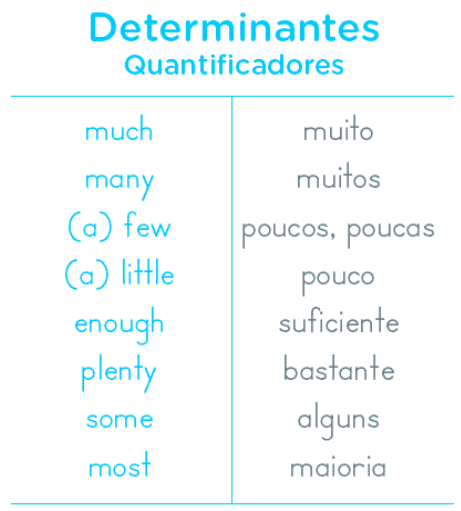 Determinantes
Quantificadores
much muito
many muitos
(a) few poucos, poucas
(a) little pouco
enough suficiente
plenty bastante
some alguns
most maioria